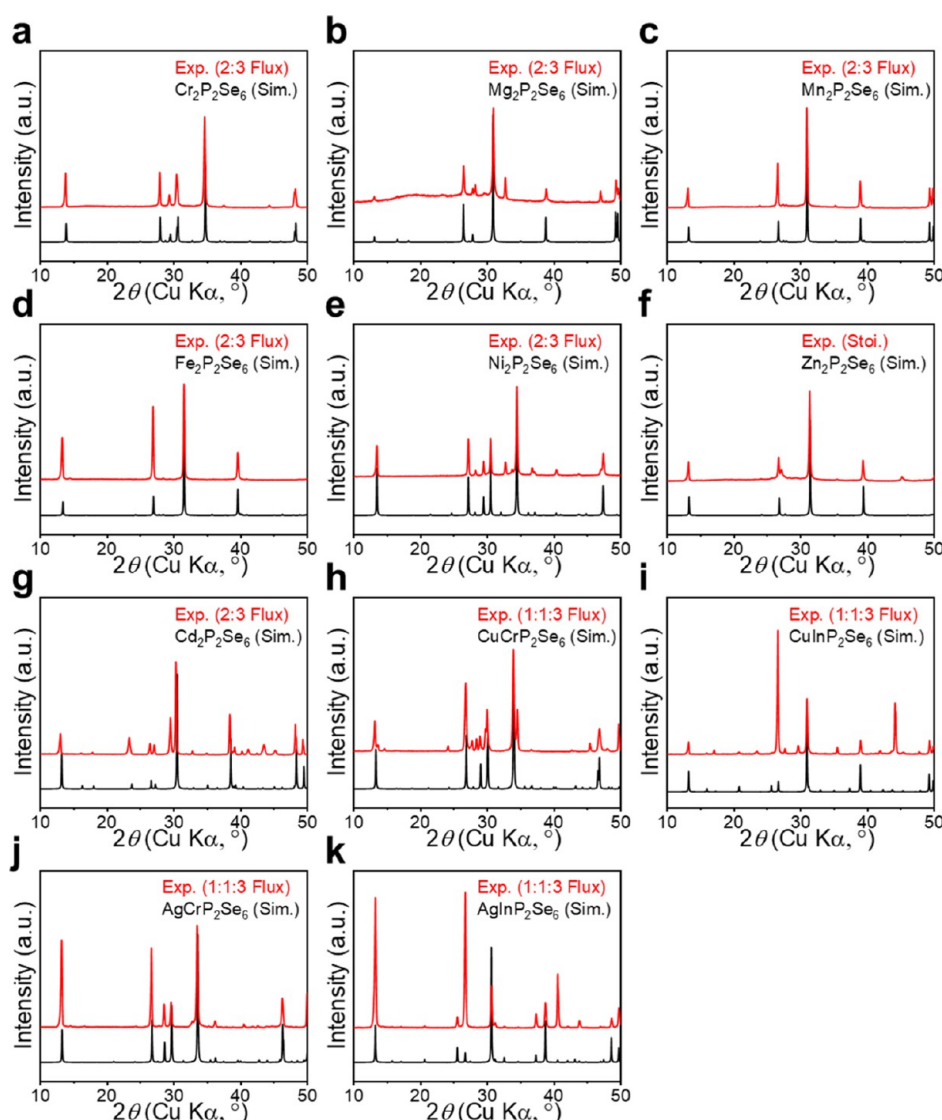 a
Intensity (a.u.)
Exp. (2:3 Flux)
Cr₂P₂Se₆ (Sim.)
10 20 30 40 50
2θ (Cu Kα, °)
b
Intensity (a.u.)
Exp. (2:3 Flux)
Mg₂P₂Se₆ (Sim.)
10 20 30 40 50
2θ (Cu Kα, °)
c
Intensity (a.u.)
Exp. (2:3 Flux)
Mn₂P₂Se₆ (Sim.)
10 20 30 40 50
2θ (Cu Kα, °)
d
Intensity (a.u.)
Exp. (2:3 Flux)
Fe₂P₂Se₆ (Sim.)
10 20 30 40 50
2θ (Cu Kα, °)
e
Intensity (a.u.)
Exp. (2:3 Flux)
Ni₂P₂Se₆ (Sim.)
10 20 30 40 50
2θ (Cu Kα, °)
f
Intensity (a.u.)
Exp. (Stoi.)
Zn₂P₂Se₆ (Sim.)
10 20 30 40 50
2θ (Cu Kα, °)
g
Intensity (a.u.)
Exp. (2:3 Flux)
Cd₂P₂Se₆ (Sim.)
10 20 30 40 50
2θ (Cu Kα, °)
h
Intensity (a.u.)
Exp. (1:1:3 Flux)
CuCrP₂Se₆ (Sim.)
10 20 30 40 50
2θ (Cu Kα, °)
i
Intensity (a.u.)
Exp. (1:1:3 Flux)
CuInP₂Se₆ (Sim.)
10 20 30 40 50
2θ (Cu Kα, °)
j
Intensity (a.u.)
Exp. (1:1:3 Flux)
AgCrP₂Se₆ (Sim.)
10 20 30 40 50
2θ (Cu Kα, °)
k
Intensity (a.u.)
Exp. (1:1:3 Flux)
AgInP₂Se₆ (Sim.)
10 20 30 40 50
2θ (Cu Kα, °)